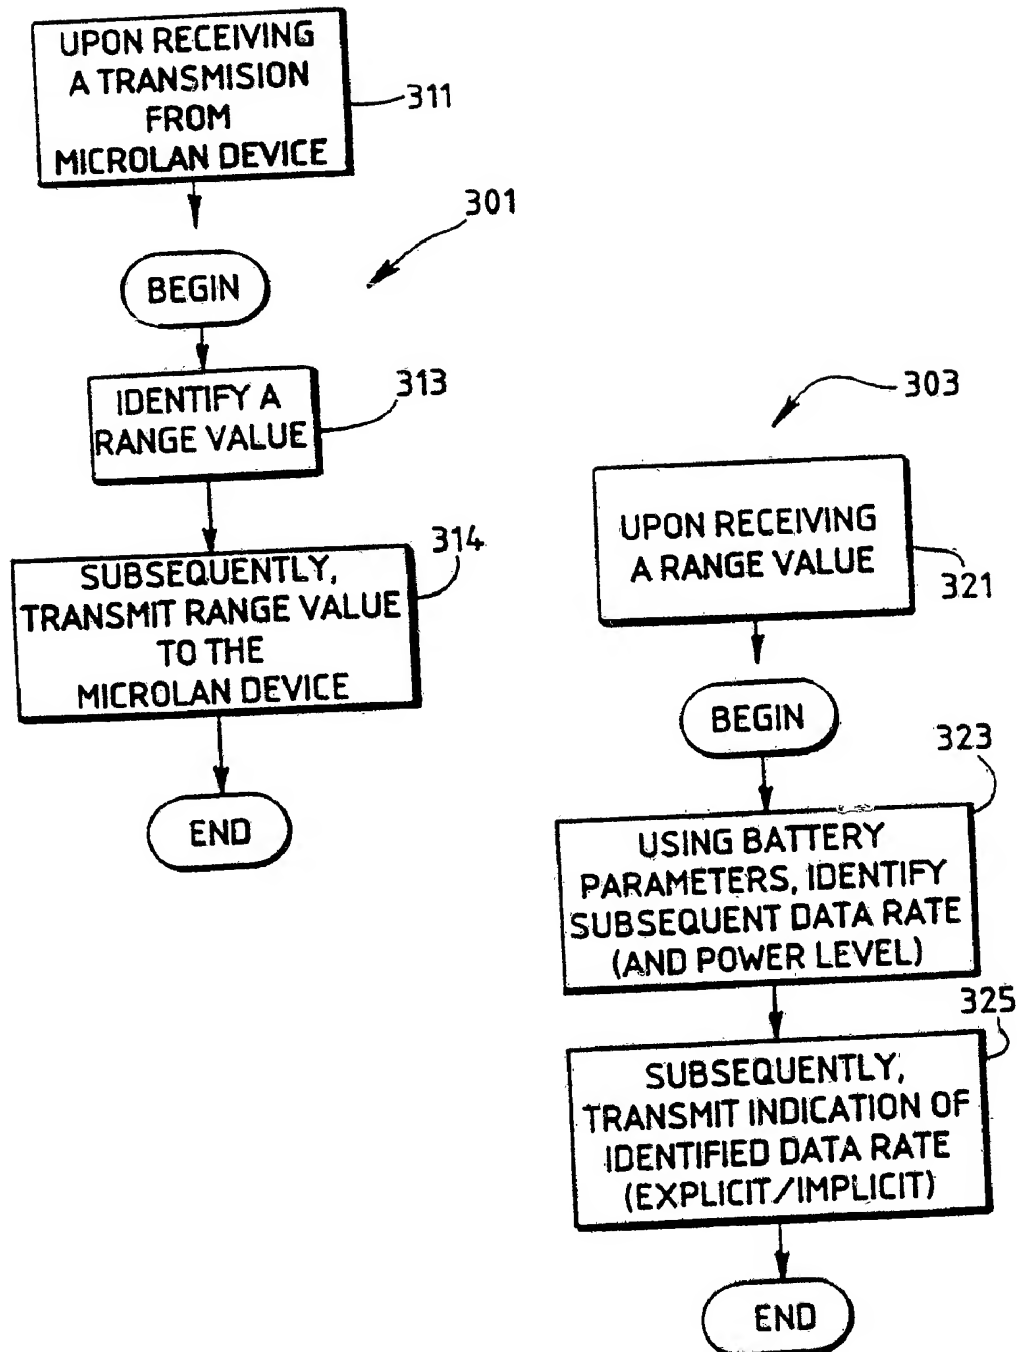 UPON RECEIVING
A TRANSMISION
FROM
MICROLAN DEVICE
311
301
BEGIN
IDENTIFY A
RANGE VALUE
313
SUBSEQUENTLY,
TRANSMIT RANGE VALUE
TO THE
MICROLAN DEVICE
314
END
303
UPON RECEIVING
A RANGE VALUE
321
BEGIN
323
USING BATTERY
PARAMETERS, IDENTIFY
SUBSEQUENT DATA RATE
(AND POWER LEVEL)
325
SUBSEQUENTLY,
TRANSMIT INDICATION OF
IDENTIFIED DATA RATE
(EXPLICIT/IMPLICIT)
END